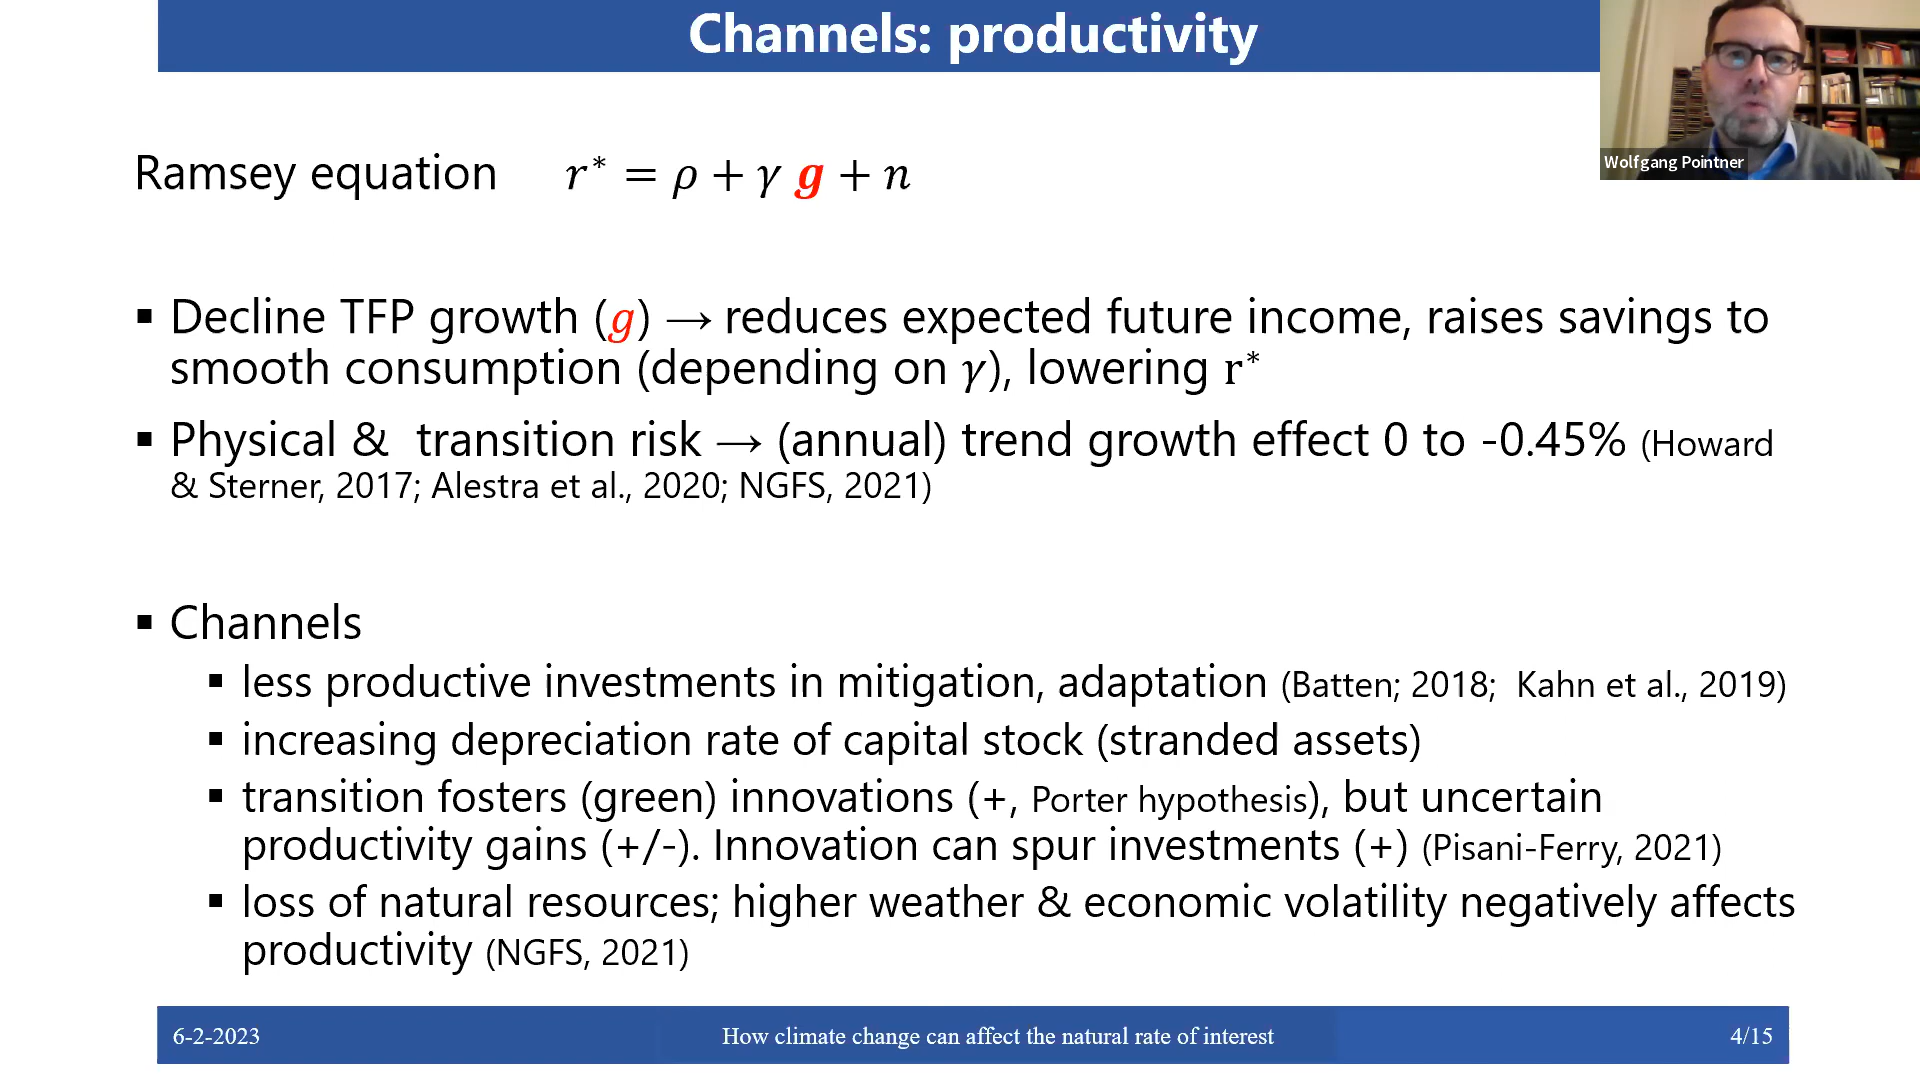 Channels: productivity
Wolfgang Pointner
Ramsey equation r* = ρ + γ g + n
▪ Decline TFP growth (g) → reduces expected future income, raises savings to
smooth consumption (depending on γ), lowering r*
▪ Physical & transition risk → (annual) trend growth effect 0 to -0.45% (Howard
& Sterner, 2017; Alestra et al., 2020; NGFS, 2021)
▪ Channels
▪ less productive investments in mitigation, adaptation (Batten; 2018; Kahn et al., 2019)
▪ increasing depreciation rate of capital stock (stranded assets)
▪ transition fosters (green) innovations (+, Porter hypothesis), but uncertain
productivity gains (+/-). Innovation can spur investments (+) (Pisani-Ferry, 2021)
▪ loss of natural resources; higher weather & economic volatility negatively affects
productivity (NGFS, 2021)
6-2-2023 How climate change can affect the natural rate of interest 4/15